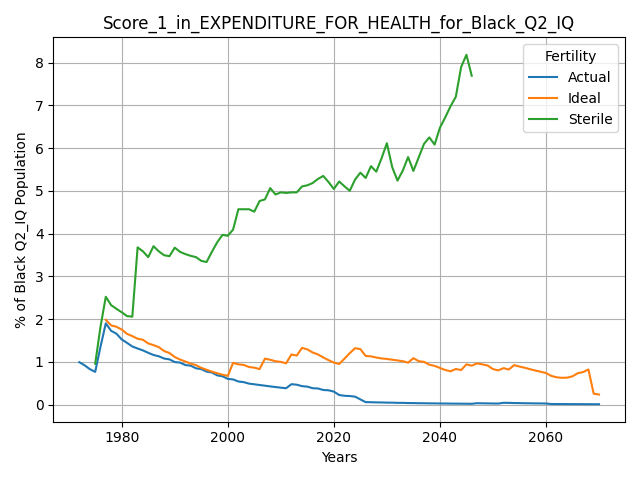 Score_1_in_EXPENDITURE_FOR_HEALTH_for_Black_Q2_IQ
% of Black Q2_IQ Population
8
7
6
5
4
3
2
1
0
Fertility
Actual
Ideal
Sterile
1980 2000 2020 2040 2060
Years